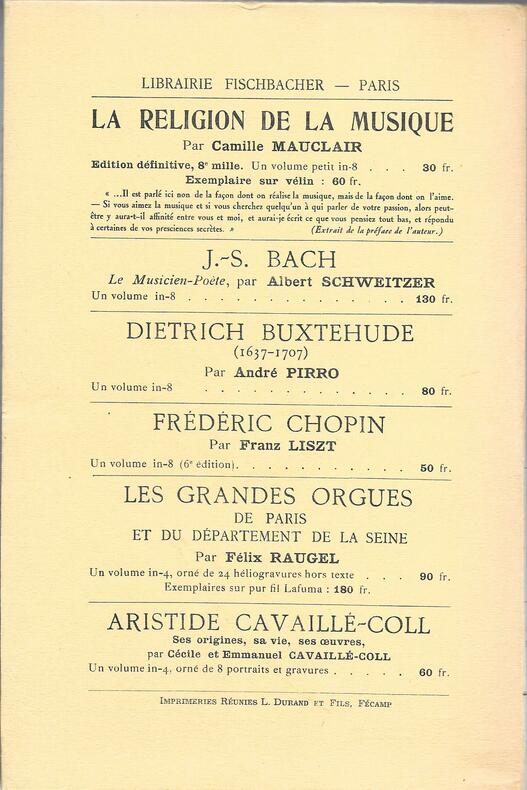 LIBRAIRIE FISCHBACHER — PARIS
LA RELIGION DE LA MUSIQUE
Par Camille MAUCLAIR
Edition définitive, 8e mille. Un volume petit in-8 . . . 30 fr.
Exemplaire sur vélin : 60 fr.
« ...Il est parlé ici non de la façon dont on réalise la musique, mais de la façon dont on l'aime.
— Si vous aimez la musique et si vous cherchez quelqu'un à qui parler de votre passion, alors peut-
être y aura-t-il affinité entre vous et moi, et aurai-je écrit ce que vous pensiez tout bas, et répondu
à certaines de vos presciences secrètes. » (Extrait de la préface de l'auteur.)
J.-S. BACH
Le Musicien-Poète, par Albert SCHWEITZER
Un volume in-8 . . . . . . . . . . . . . . . 130 fr.
DIETRICH BUXTEHUDE
(1637-1707)
Par André PIRRO
Un volume in-8 . . . . . . . . . . . . 80 fr.
FRÉDÉRIC CHOPIN
Par Franz LISZT
Un volume in-8 (6e édition). . . . . . . . . . . 50 fr.
LES GRANDES ORGUES
DE PARIS
ET DU DÉPARTEMENT DE LA SEINE
Par Félix RAUGEL
Un volume in-4, orné de 24 héliogravures hors texte . . . 90 fr.
Exemplaires sur pur fil Lafuma : 180 fr.
ARISTIDE CAVAILLÉ-COLL
Ses origines, sa vie, ses œuvres,
par Cécile et Emmanuel CAVAILLÉ-COLL
Un volume in-4, orné de 8 portraits et gravures . . . . . 60 fr.
IMPRIMERIES RÉUNIES L. DURAND ET FILS, FÉCAMP